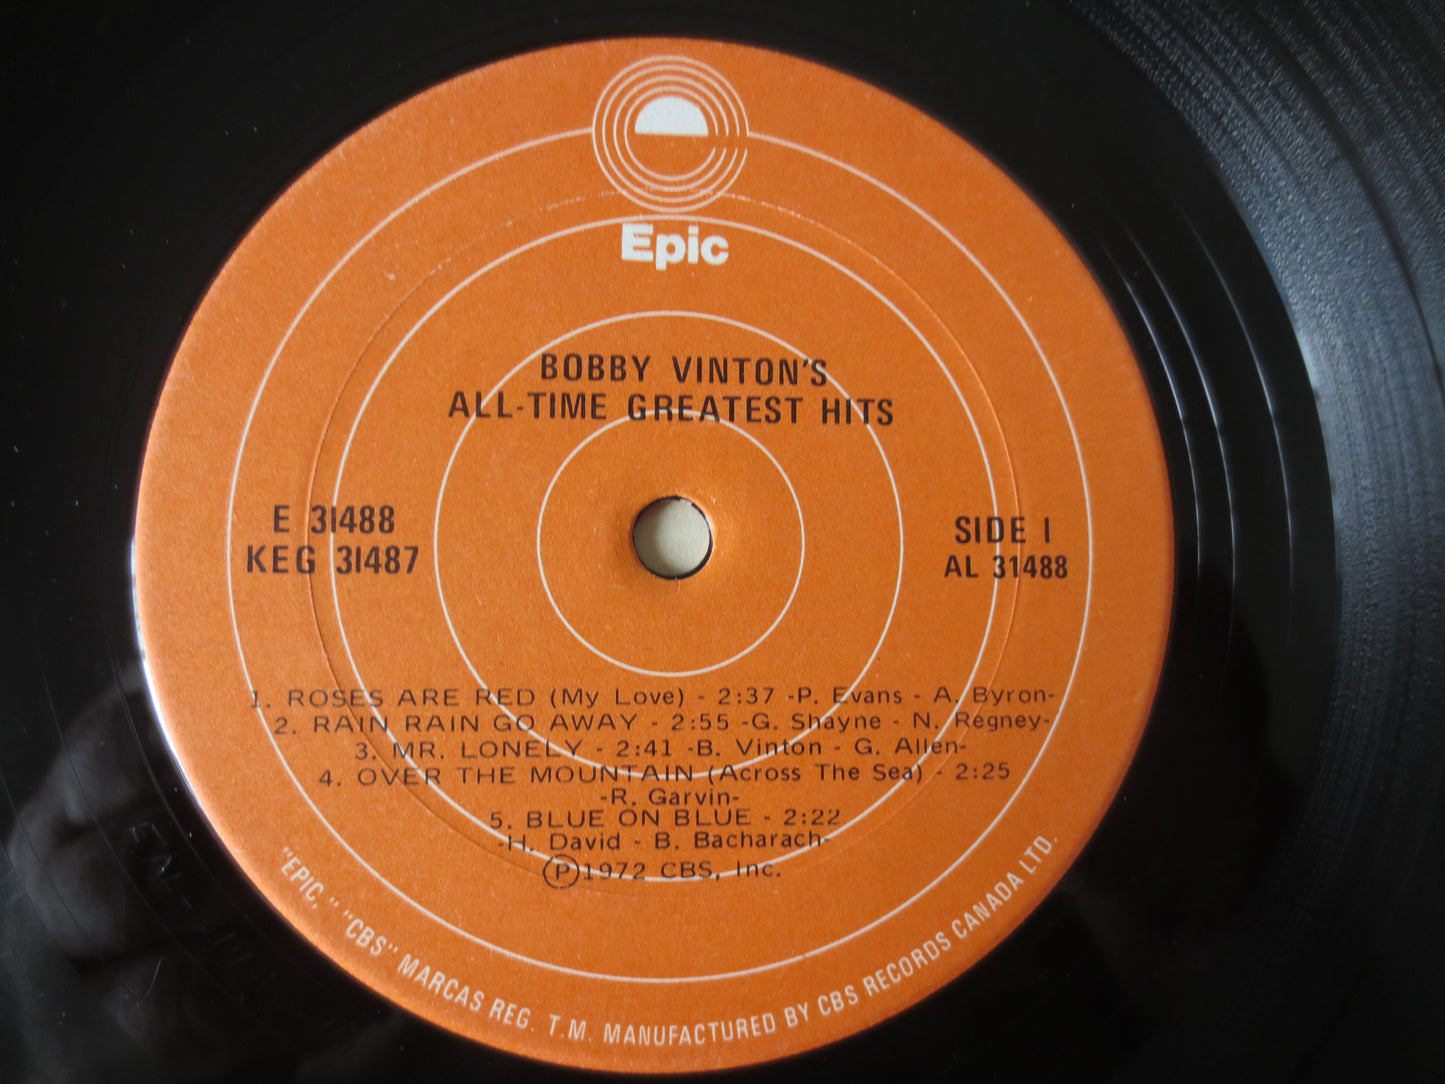 Epic
BOBBY VINTON'S
ALL-TIME GREATEST HITS
E 31488
KEG 31487
SIDE 1
AL 31488
1. ROSES ARE RED (My Love) - 2:37 -P. Evans - A. Byron-
2. RAIN RAIN GO AWAY - 2:55 -G. Shayne - N. Regney-
3. MR. LONELY - 2:41 -B. Vinton - G. Allen-
4. OVER THE MOUNTAIN (Across The Sea) - 2:25
-R. Garvin-
5. BLUE ON BLUE - 2:22
-H. David - B. Bacharach-
Ⓟ1972 CBS, Inc.
"EPIC," "CBS" MARCAS REG. T.M. MANUFACTURED BY CBS RECORDS CANADA LTD.